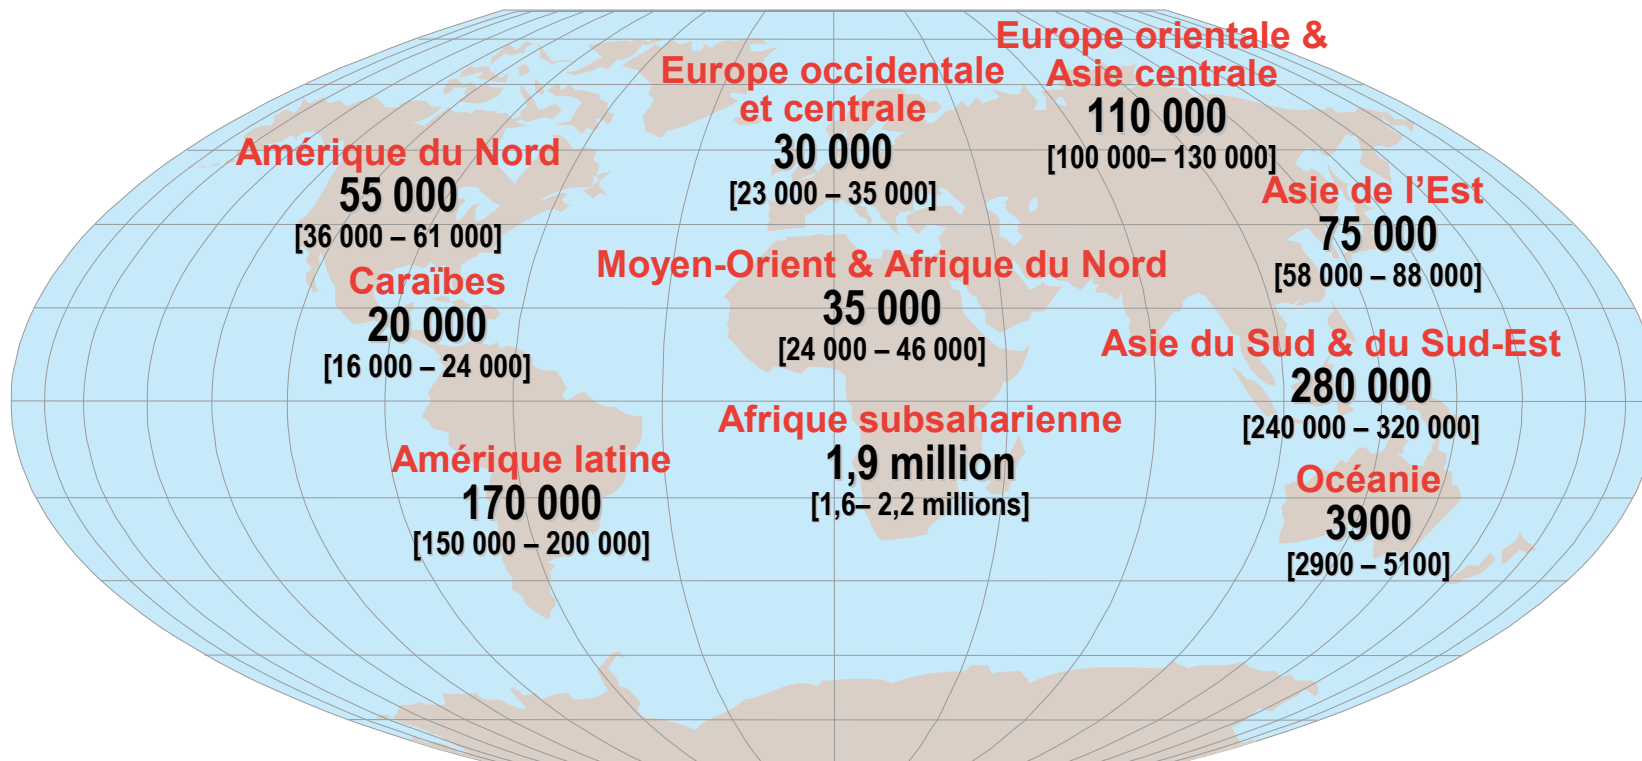 Europe orientale &
Asie centrale
110 000
[100 000– 130 000]
Europe occidentale
et centrale
30 000
[23 000 – 35 000]
Amérique du Nord
55 000
[36 000 – 61 000]
Asie de l’Est
75 000
[58 000 – 88 000]
Caraïbes
20 000
[16 000 – 24 000]
Moyen-Orient & Afrique du Nord
35 000
[24 000 – 46 000]
Asie du Sud & du Sud-Est
280 000
[240 000 – 320 000]
Afrique subsaharienne
1,9 million
[1,6– 2,2 millions]
Amérique latine
170 000
[150 000 – 200 000]
Océanie
3900
[2900 – 5100]